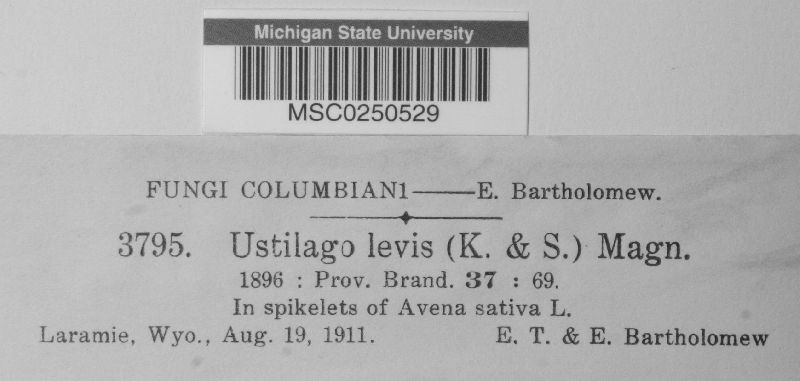 Michigan State University
MSC0250529
FUNGI COLUMBIAN1——E. Bartholomew.
3795. Ustilago levis (K. & S.) Magn.
1896 : Prov. Brand. 37 : 69.
In spikelets of Avena sativa L.
Laramie, Wyo., Aug. 19, 1911. E. T. & E. Bartholomew